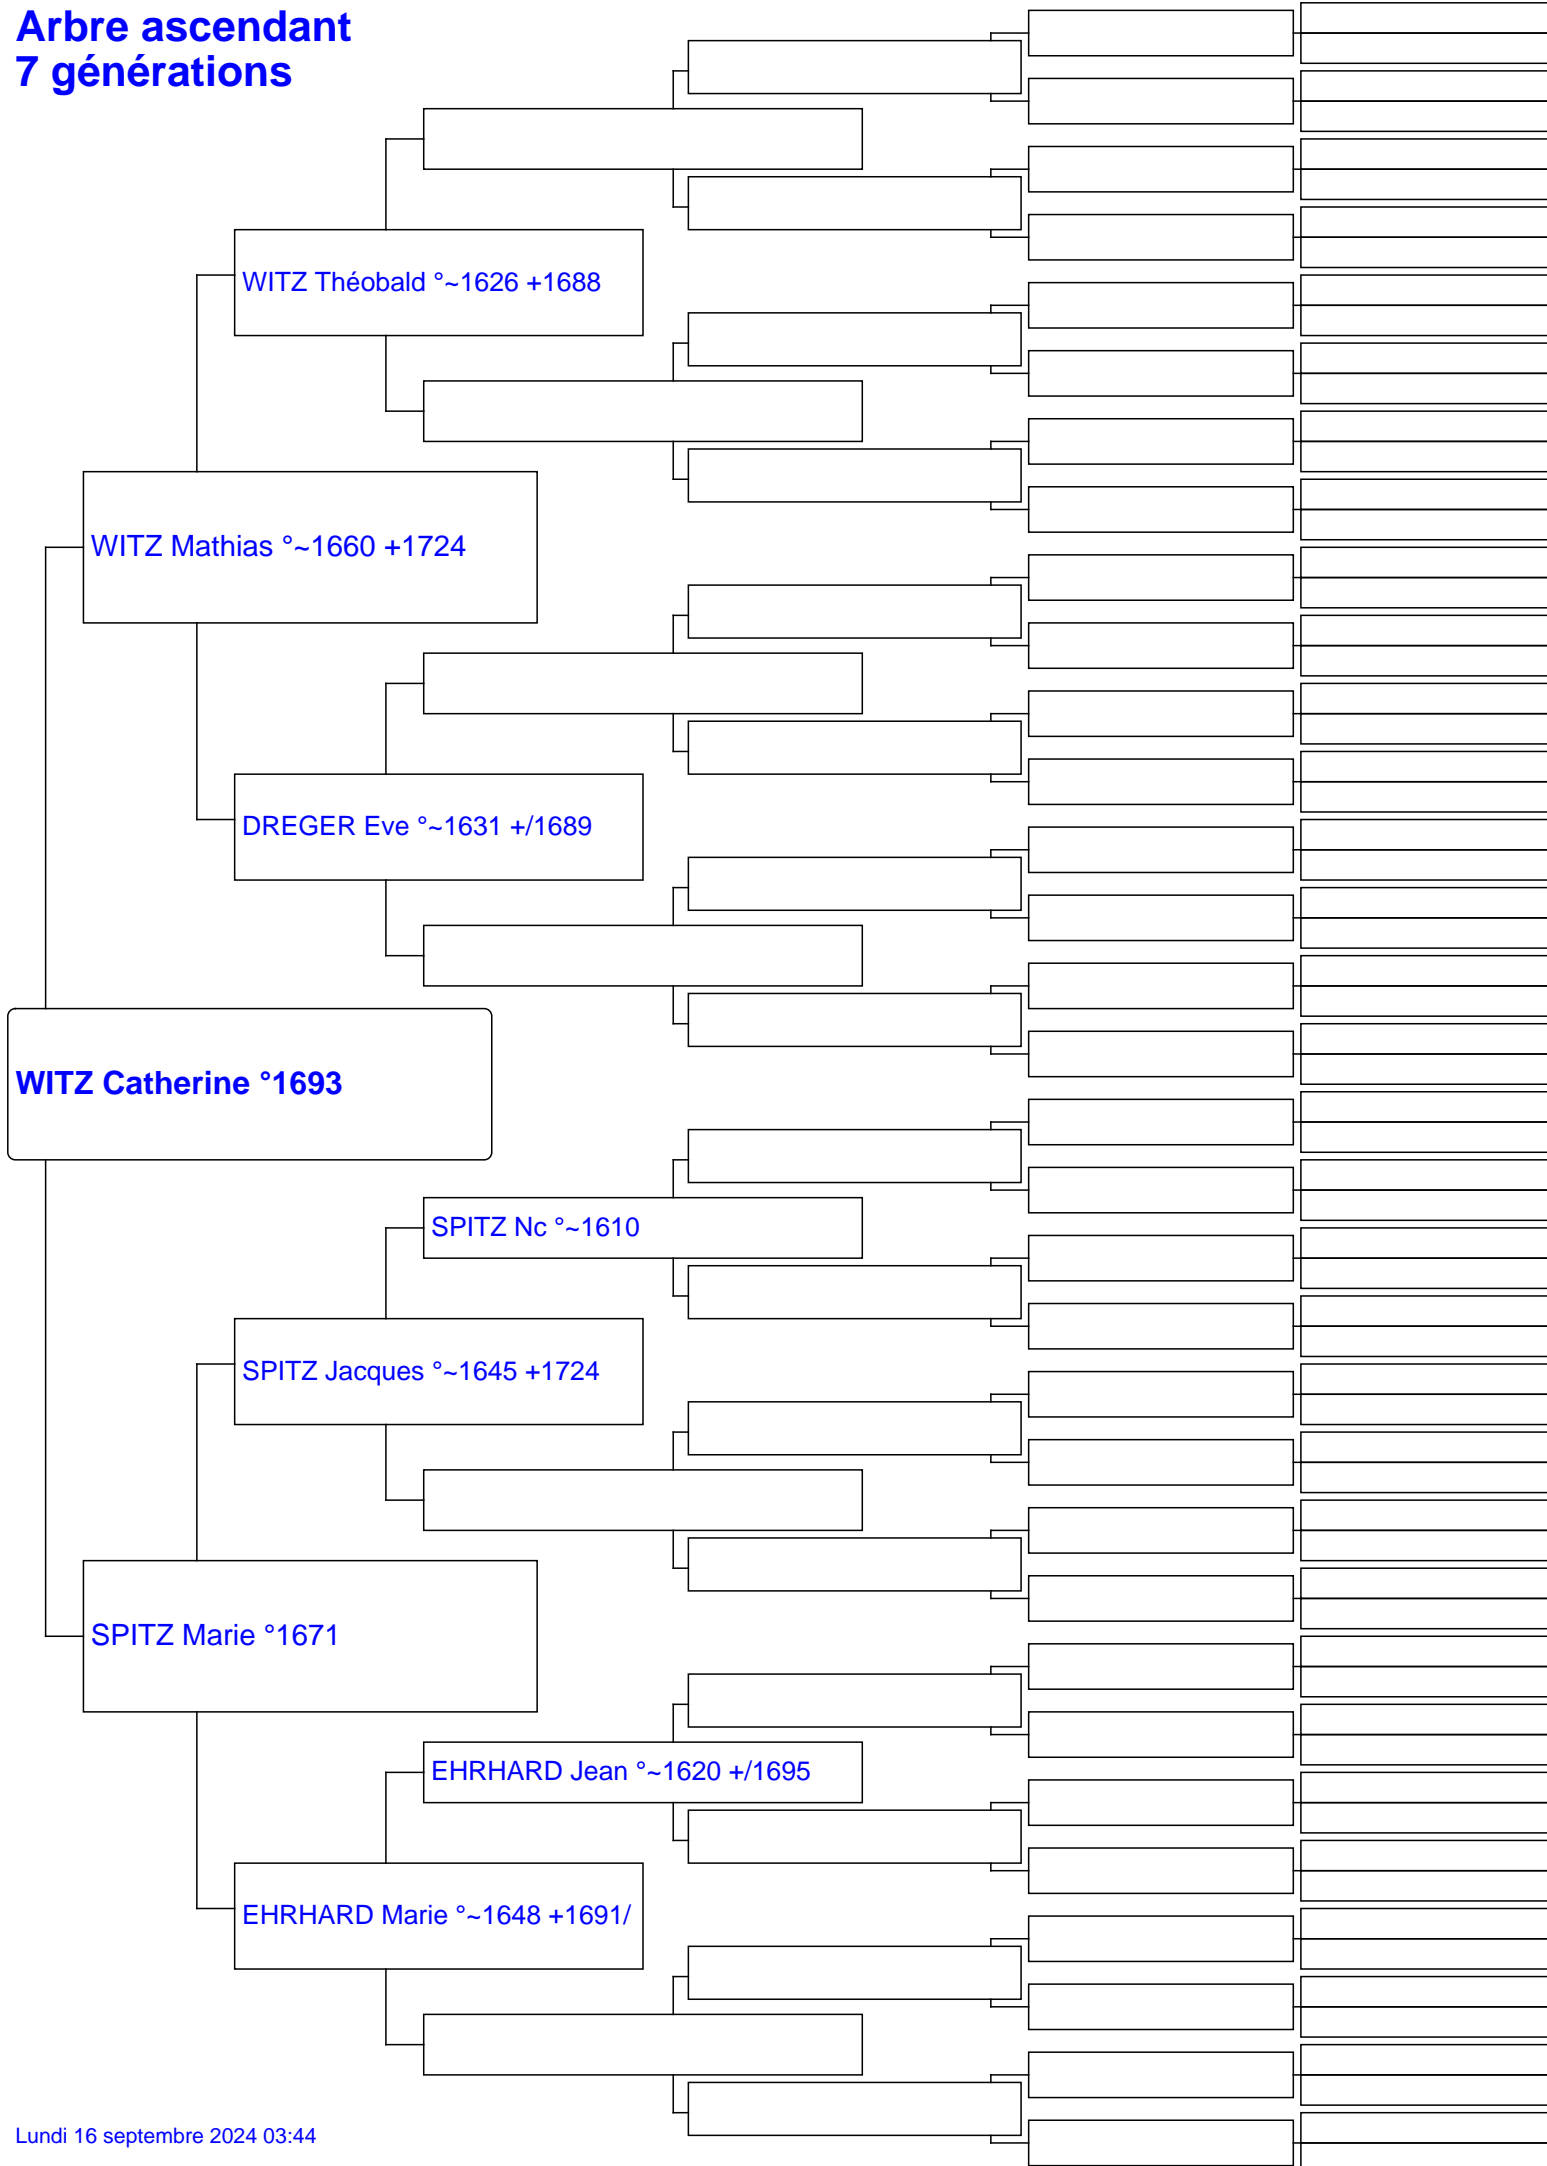 Arbre ascendant
7 générations
WITZ Théobald °~1626 +1688
WITZ Mathias °~1660 +1724
DREGER Eve °~1631 +/1689
WITZ Catherine °1693
SPITZ Nc °~1610
SPITZ Jacques °~1645 +1724
SPITZ Marie °1671
EHRHARD Jean °~1620 +/1695
EHRHARD Marie °~1648 +1691/
Lundi 16 septembre 2024 03:44